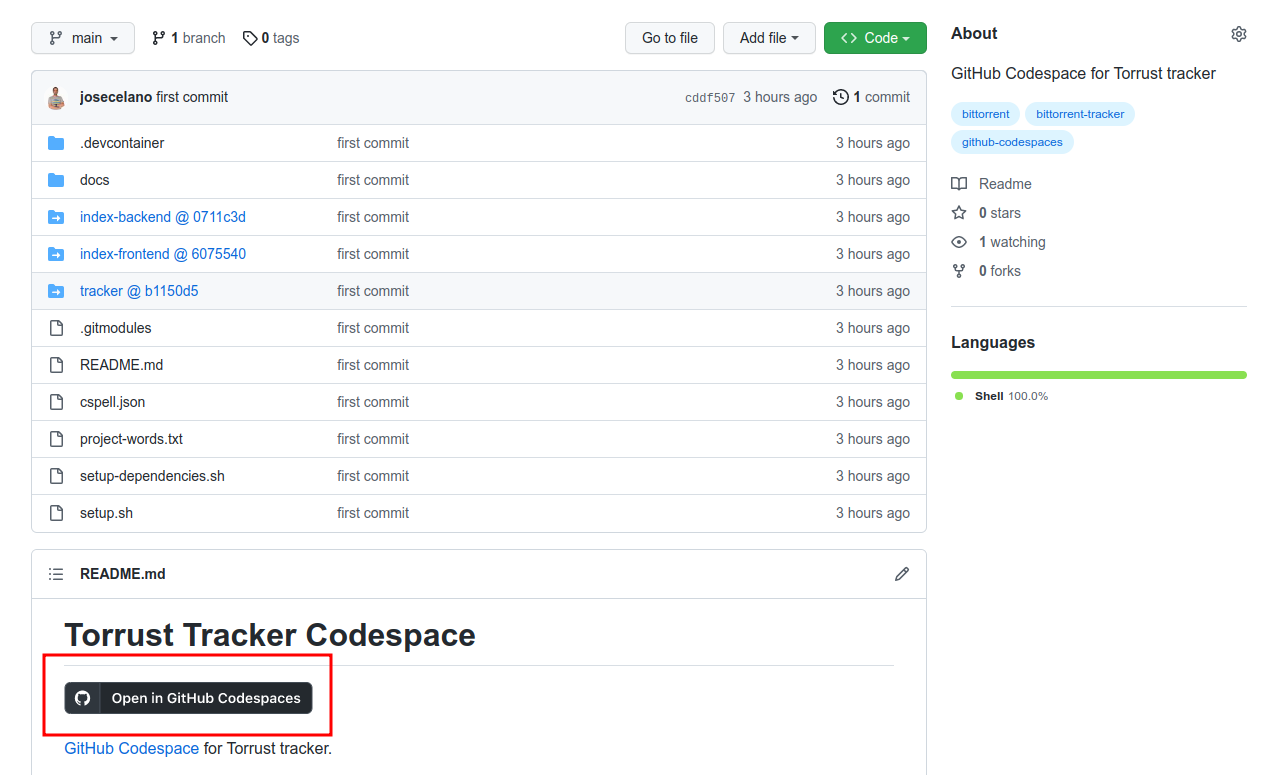 main 1 branch 0 tags Go to file Add file Code
josecelano first commit cddf507 3 hours ago 1 commit
.devcontainer first commit 3 hours ago
docs first commit 3 hours ago
index-backend @ 0711c3d first commit 3 hours ago
index-frontend @ 6075540 first commit 3 hours ago
tracker @ b1150d5 first commit 3 hours ago
.gitmodules first commit 3 hours ago
README.md first commit 3 hours ago
cspell.json first commit 3 hours ago
project-words.txt first commit 3 hours ago
setup-dependencies.sh first commit 3 hours ago
setup.sh first commit 3 hours ago
README.md
Torrust Tracker Codespace
Open in GitHub Codespaces
GitHub Codespace for Torrust tracker.
About
GitHub Codespace for Torrust tracker
bittorrent bittorrent-tracker
github-codespaces
Readme
0 stars
1 watching
0 forks
Languages
Shell 100.0%